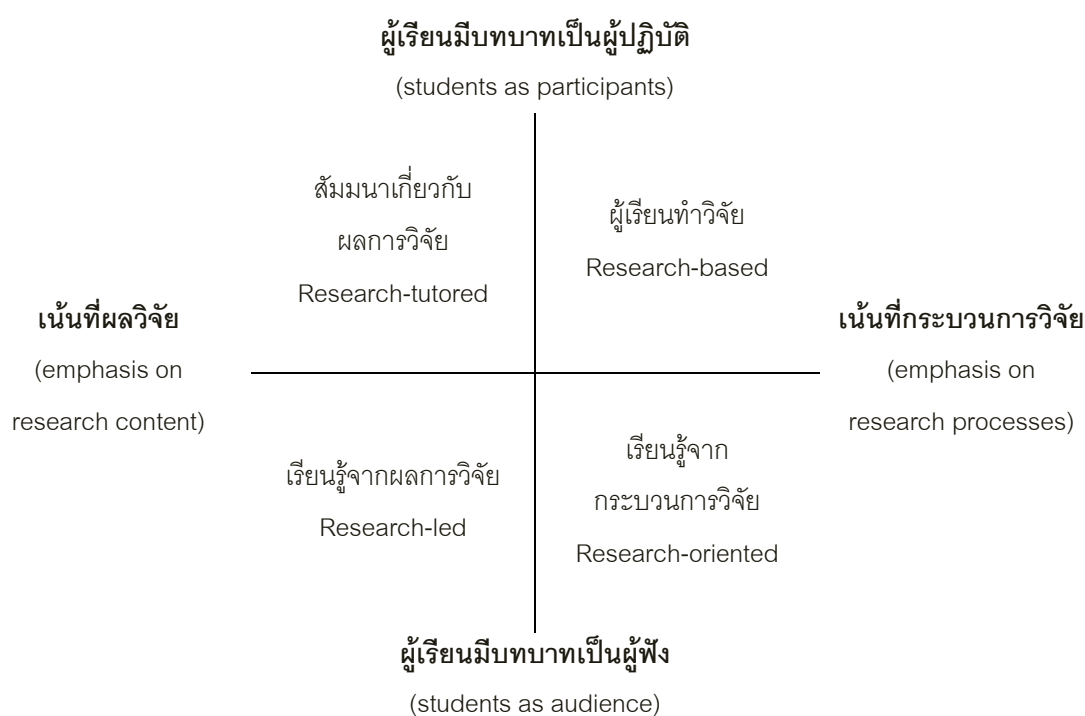 ผู้เรียนมีบทบาทเป็นผู้ปฏิบัติ
(students as participants)
สัมมนาเกี่ยวกับ
ผลการวิจัย
Research-tutored
ผู้เรียนทำวิจัย
Research-based
เน้นที่ผลวิจัย
(emphasis on
research content)
เน้นที่กระบวนการวิจัย
(emphasis on
research processes)
เรียนรู้จากผลการวิจัย
Research-led
เรียนรู้จาก
กระบวนการวิจัย
Research-oriented
ผู้เรียนมีบทบาทเป็นผู้ฟัง
(students as audience)